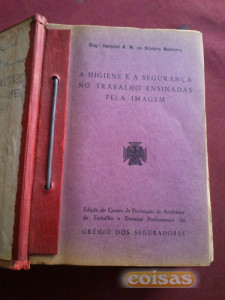 A HIGIENE E A SEGURANÇA
NO TRABALHO ENSINADAS
PELA IMAGEM
Edição do Centro de Prevenção de Acidentes
de Trabalho e Doenças Profissionais do
GRÉMIO DOS SEGURADORES
coisas